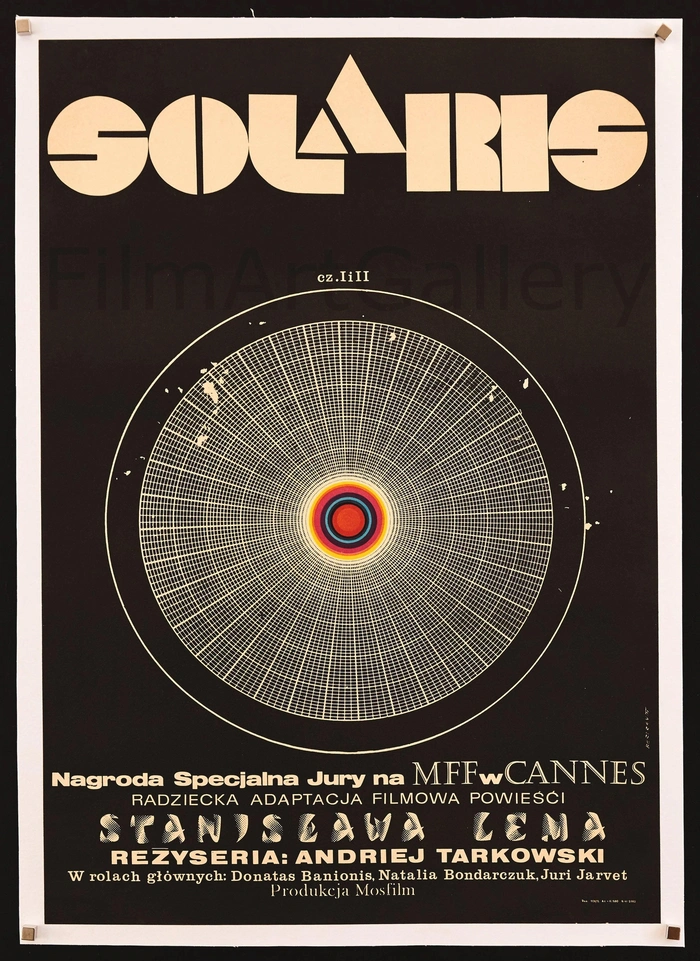 SOLARIS
FilmArtGallery
cz.IiII
Nagroda Specjalna Jury na MFF w CANNES
RADZIECKA ADAPTACJA FILMOWA POWIEŚCI
STANISŁAWA LEMA
REŻYSERIA: ANDRIEJ TARKOWSKI
W rolach głównych: Donatas Banionis, Natalia Bondarczuk, Juri Jarvet
Produkcja Mosfilm